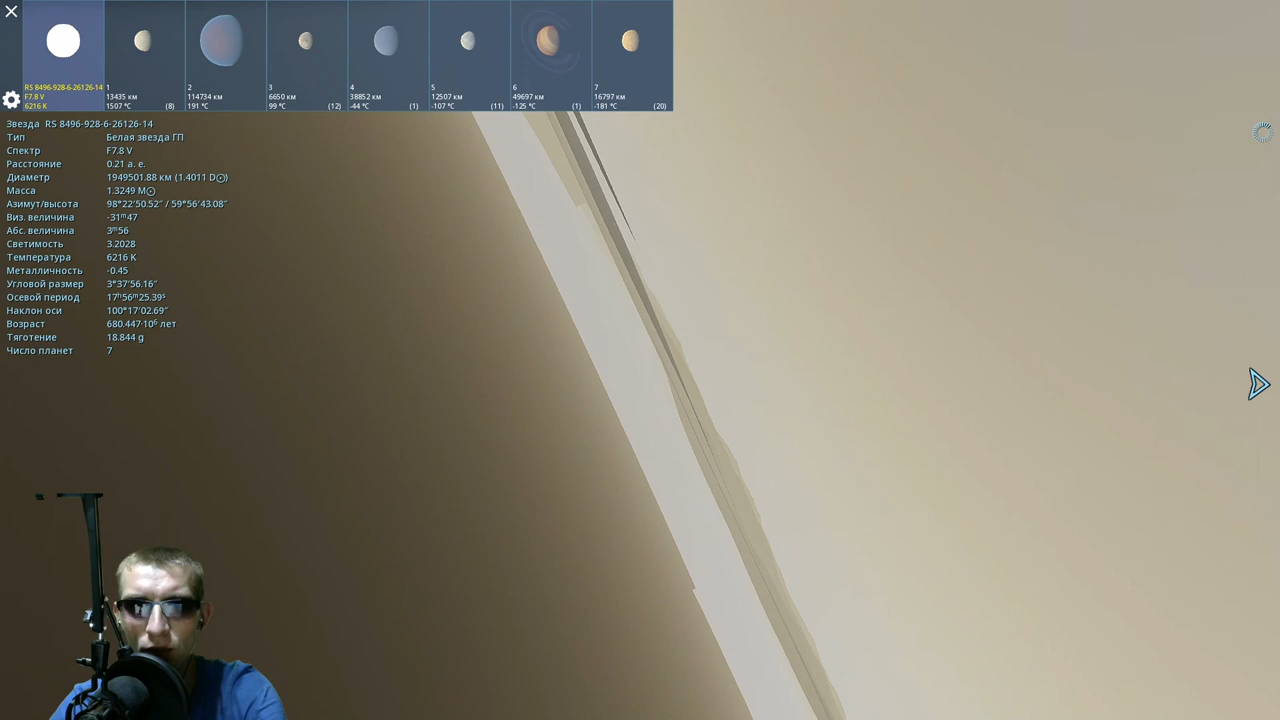 RS 8496-928-6-26126-14
F7.8 V
6216 K
1
13435 км
1507 °C (8)
2
114734 км
191 °C
3
6650 км
99 °C (12)
4
38852 км
-44 °C (1)
5
12507 км
-107 °C (11)
6
49697 км
-125 °C (1)
7
16797 км
-181 °C (20)
Звезда RS 8496-928-6-26126-14
Тип Белая звезда ГП
Спектр F7.8 V
Расстояние 0.21 а. е.
Диаметр 1949501.88 км (1.4011 D☉)
Масса 1.3249 M☉
Азимут/высота 98°22′50.52″ / 59°56′43.08″
Виз. величина -31ᵐ47
Абс. величина 3ᵐ56
Светимость 3.2028
Температура 6216 K
Металличность -0.45
Угловой размер 3°37′56.16″
Осевой период 17ʰ56ᵐ25.39ˢ
Наклон оси 100°17′02.69″
Возраст 680.447·10⁶ лет
Тяготение 18.844 g
Число планет 7